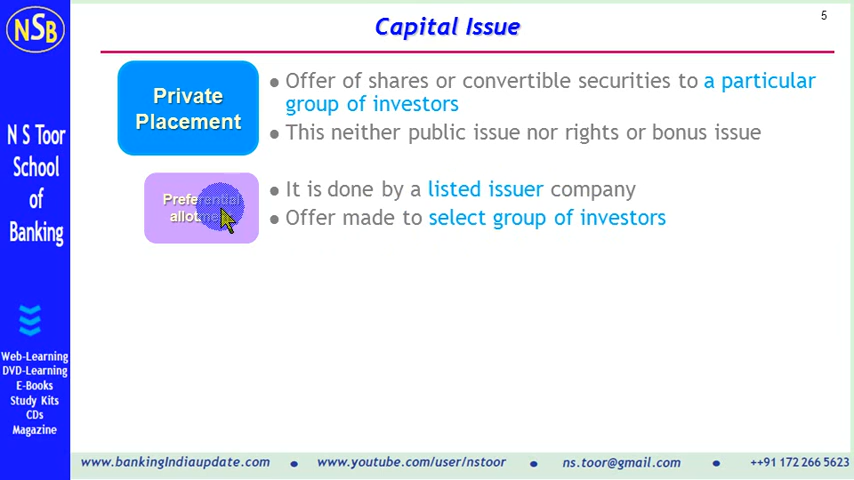 NSB
5
Capital Issue
N S Toor
School
of
Banking
Private
Placement
● Offer of shares or convertible securities to a particular
group of investors
● This neither public issue nor rights or bonus issue
Preferential
● It is done by a listed issuer company
● Offer made to select group of investors
Web-Learning
DVD-Learning
E-Books
Study Kits
CDs
Magazine
www.bankingIndiaupdate.com ● www.youtube.com/user/nstoor ● ns.toor@gmail.com ● ++91 172 266 5623